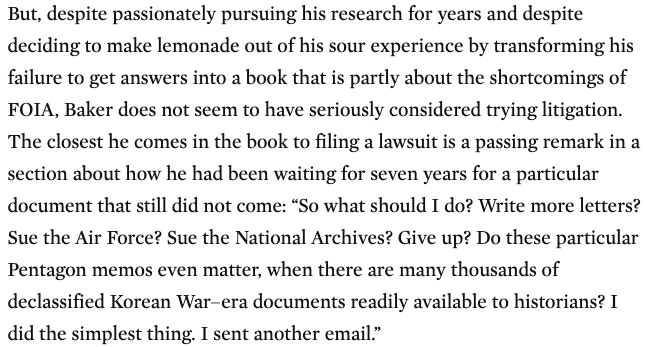 But, despite passionately pursuing his research for years and despite
deciding to make lemonade out of his sour experience by transforming his
failure to get answers into a book that is partly about the shortcomings of
FOIA, Baker does not seem to have seriously considered trying litigation.
The closest he comes in the book to filing a lawsuit is a passing remark in a
section about how he had been waiting for seven years for a particular
document that still did not come: “So what should I do? Write more letters?
Sue the Air Force? Sue the National Archives? Give up? Do these particular
Pentagon memos even matter, when there are many thousands of
declassified Korean War–era documents readily available to historians? I
did the simplest thing. I sent another email.”